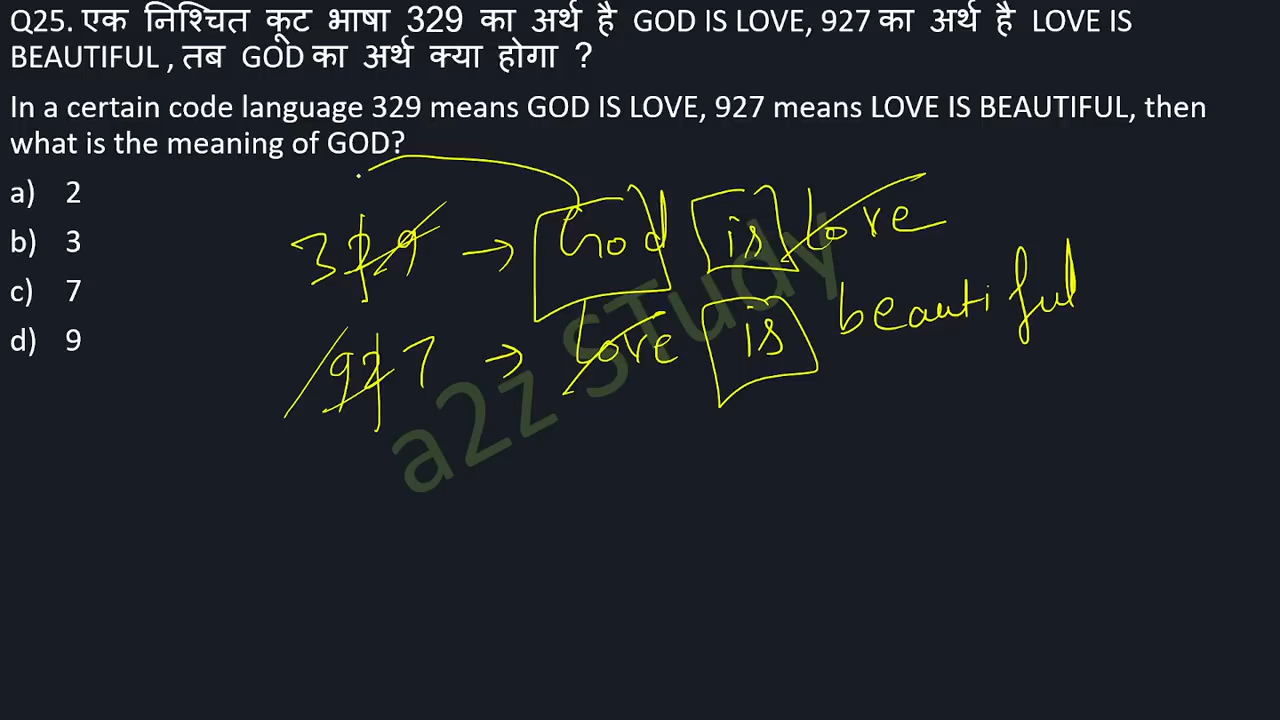 Q25. एक निश्चित कूट भाषा 329 का अर्थ है GOD IS LOVE, 927 का अर्थ है LOVE IS
BEAUTIFUL , तब GOD का अर्थ क्या होगा ?
In a certain code language 329 means GOD IS LOVE, 927 means LOVE IS BEAUTIFUL, then
what is the meaning of GOD?
a) 2
b) 3
c) 7
d) 9
329 → God is love
927 → love is beautiful
a2z STudy